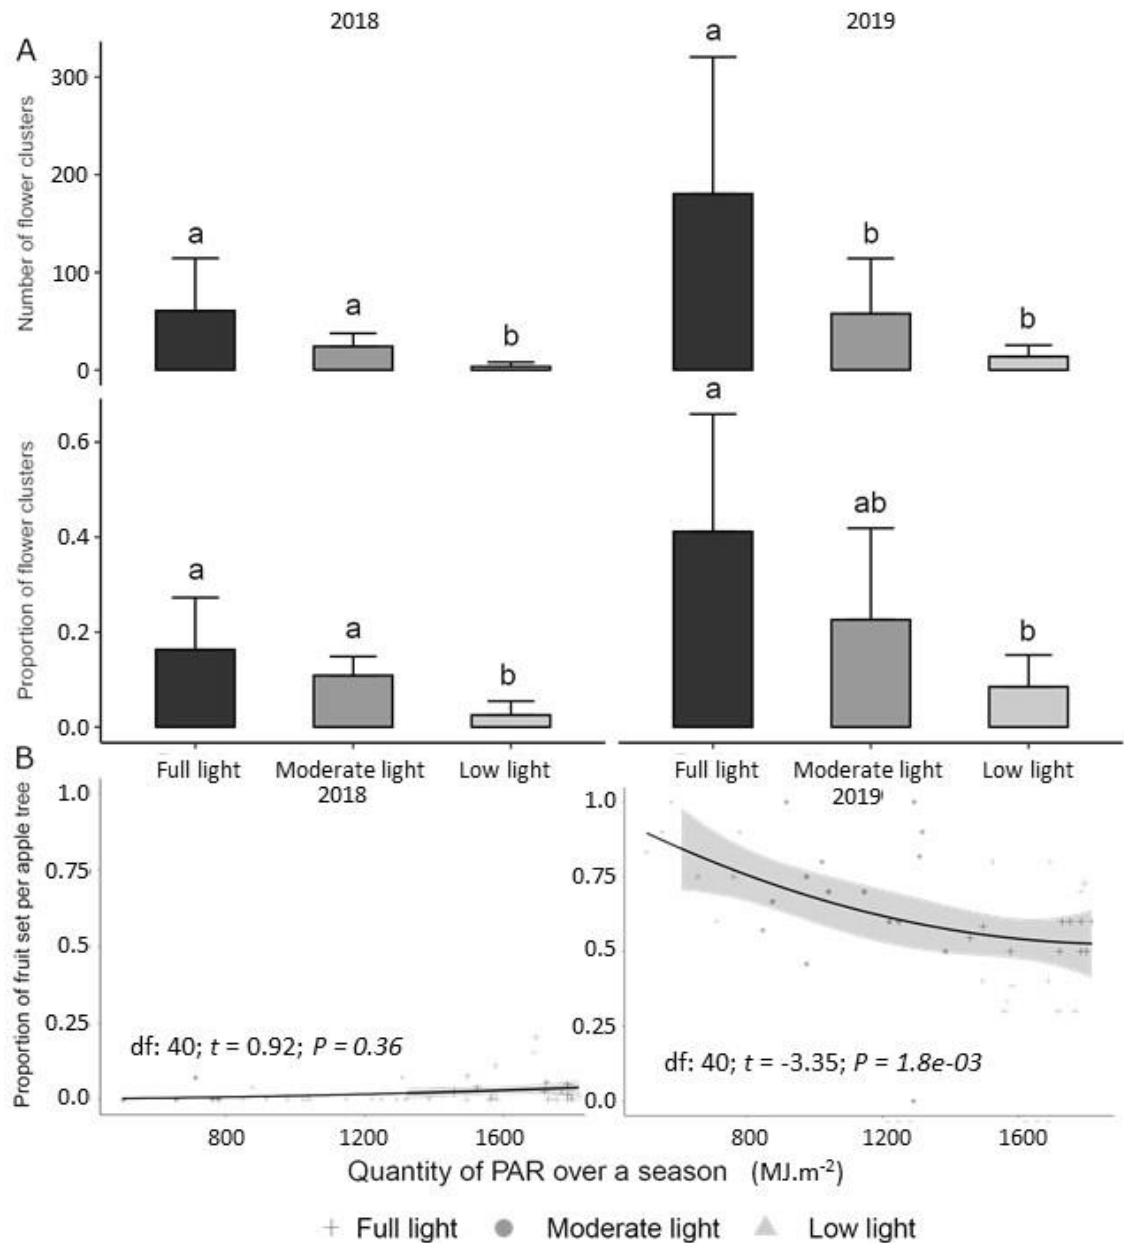 2018 2019
A
Number of flower clusters
300
200
100
0
a
a
b
a
b
b
Proportion of flower clusters
0.6
0.4
0.2
0.0
a
a
b
a
ab
b
Full light Moderate light Low light Full light Moderate light Low light
B
2018 2019
Proportion of fruit set per apple tree
1.0
0.75
0.5
0.25
0.0
df: 40; t = 0.92; P = 0.36
1.0
0.75
0.50
0.25
0.0
df: 40; t = -3.35; P = 1.8e-03
800 1200 1600 800 1200 1600
Quantity of PAR over a season (MJ.m⁻²)
+ Full light ● Moderate light ▲ Low light